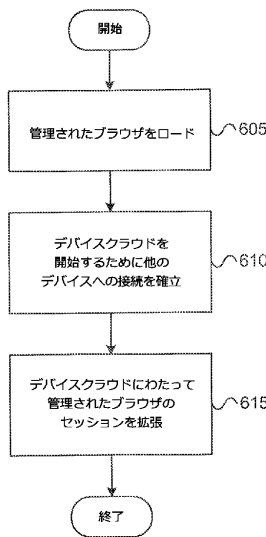 開始
管理されたブラウザをロード
605
デバイスクラウドを
開始するために他の
デバイスへの接続を確立
610
デバイスクラウドにわたって
管理されたブラウザの
セッションを拡張
615
終了